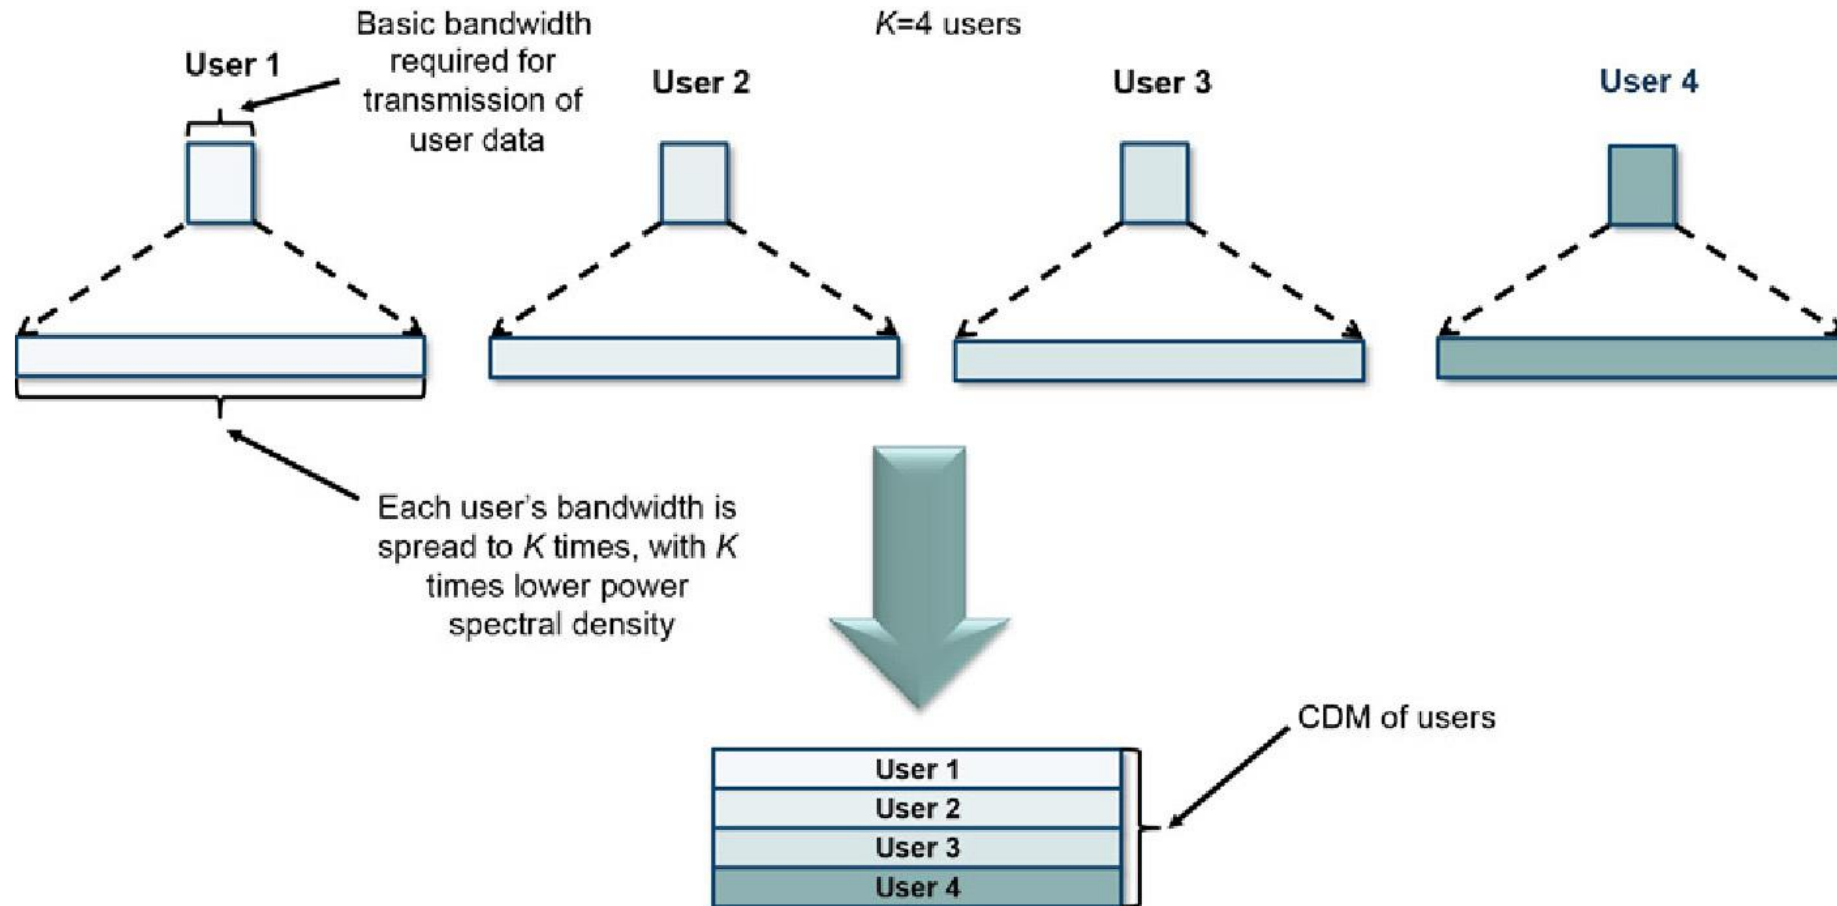 Basic bandwidth
required for
transmission of
user data
K=4 users
User 1
User 2
User 3
User 4
Each user’s bandwidth is
spread to K times, with K
times lower power
spectral density
CDM of users
User 1
User 2
User 3
User 4